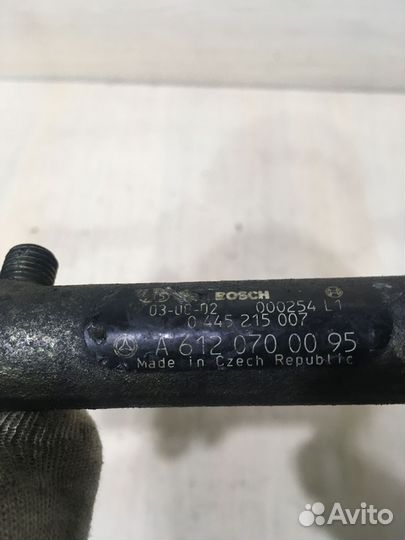 BOSCH
03-06-02 000254 L1
0 445 215 007
A 612 070 00 95
Made in Czech Republic
Avito